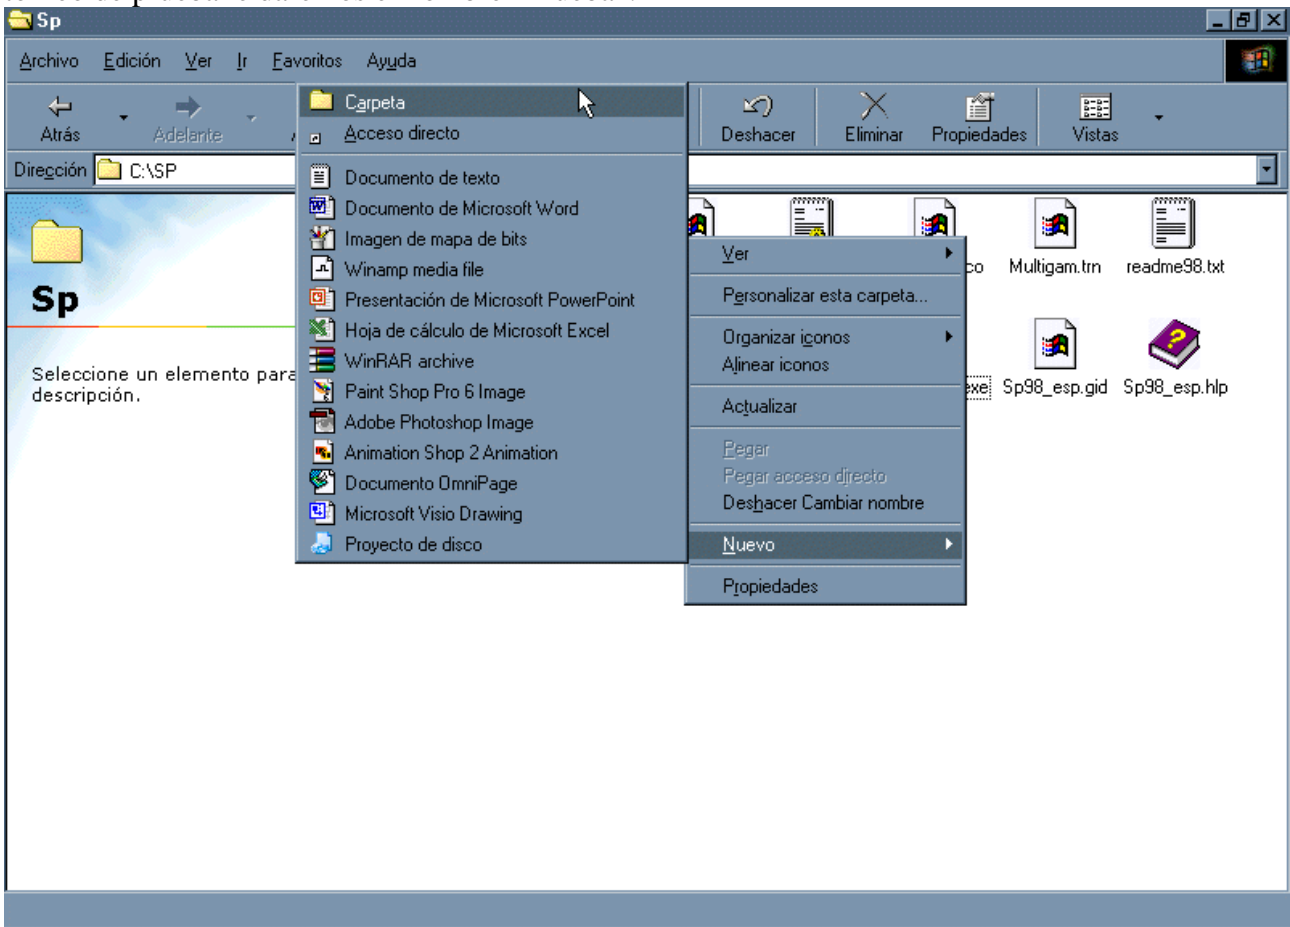 Sp
Archivo Edición Ver Ir Favoritos Ayuda
Atrás Adelante Deshacer Eliminar Propiedades Vistas
Dirección C:\SP
Sp
Seleccione un elemento para
descripción.
Carpeta
Acceso directo
Documento de texto
Documento de Microsoft Word
Imagen de mapa de bits
Winamp media file
Presentación de Microsoft PowerPoint
Hoja de cálculo de Microsoft Excel
WinRAR archive
Paint Shop Pro 6 Image
Adobe Photoshop Image
Animation Shop 2 Animation
Documento OmniPage
Microsoft Visio Drawing
Proyecto de disco
Ver
Personalizar esta carpeta...
Organizar iconos
Alinear iconos
Actualizar
Pegar
Pegar acceso directo
Deshacer Cambiar nombre
Nuevo
Propiedades
co Multigam.trn readme98.txt
exe Sp98_esp.gid Sp98_esp.hlp